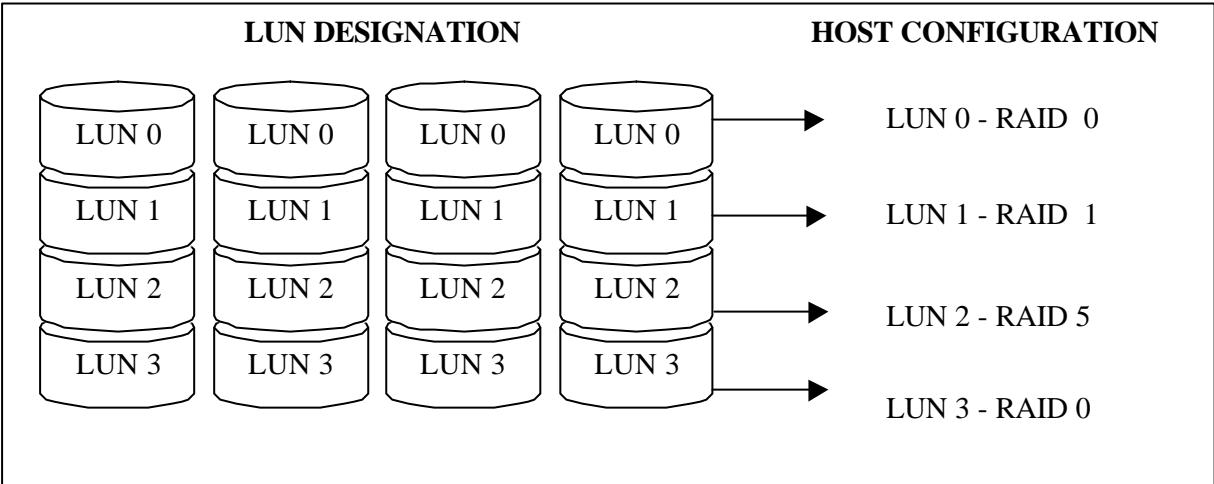 LUN DESIGNATION HOST CONFIGURATION
LUN 0 LUN 0 LUN 0 LUN 0 LUN 0 - RAID 0
LUN 1 LUN 1 LUN 1 LUN 1 LUN 1 - RAID 1
LUN 2 LUN 2 LUN 2 LUN 2 LUN 2 - RAID 5
LUN 3 LUN 3 LUN 3 LUN 3 LUN 3 - RAID 0